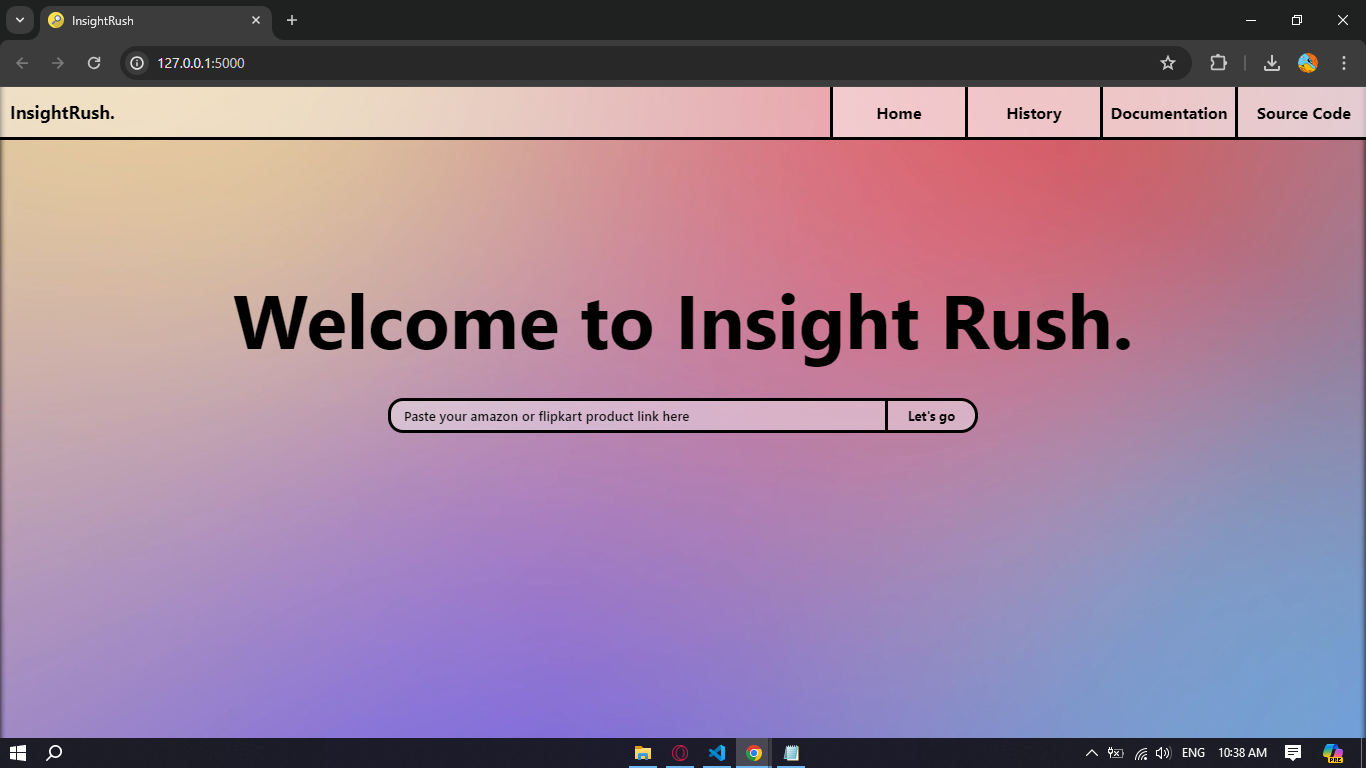 InsightRush
127.0.0.1:5000
InsightRush. Home History Documentation Source Code
Welcome to Insight Rush.
Paste your amazon or flipkart product link here Let's go
ENG 10:38 AM
PRE